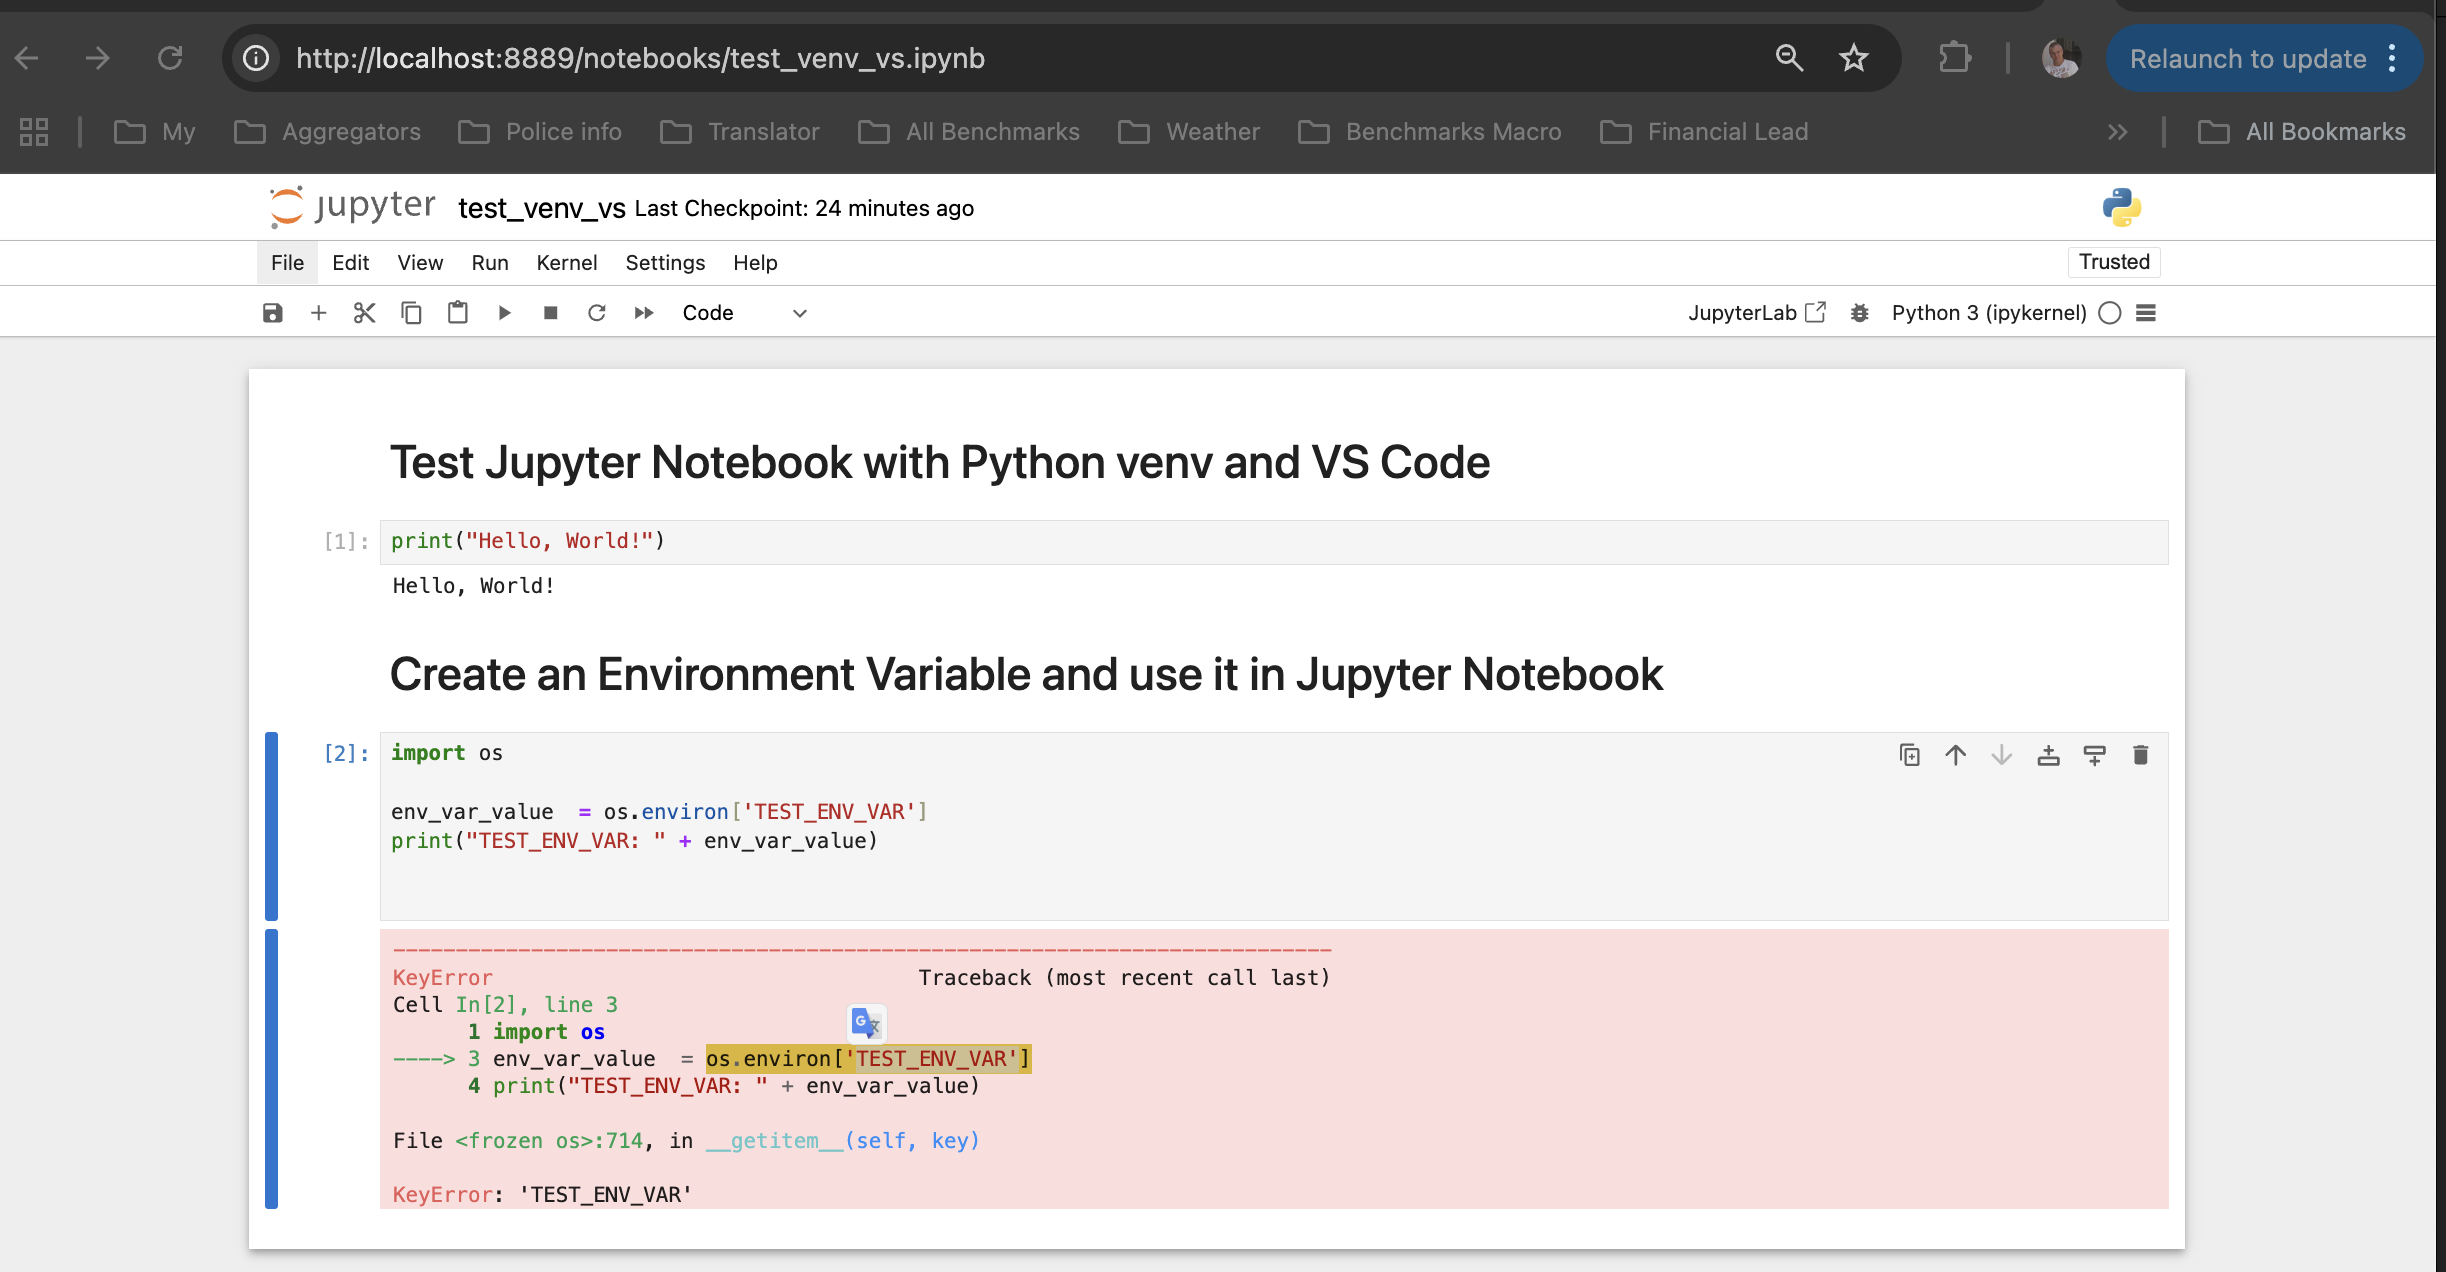 http://localhost:8889/notebooks/test_venv_vs.ipynb
Relaunch to update
My
Aggregators
Police info
Translator
All Benchmarks
Weather
Benchmarks Macro
Financial Lead
All Bookmarks
jupyter test_venv_vs Last Checkpoint: 24 minutes ago
File Edit View Run Kernel Settings Help
Trusted
Code
JupyterLab
Python 3 (ipykernel)
Test Jupyter Notebook with Python venv and VS Code
[1]: print("Hello, World!")
Hello, World!
Create an Environment Variable and use it in Jupyter Notebook
[2]: import os
env_var_value  = os.environ['TEST_ENV_VAR']
print("TEST_ENV_VAR: " + env_var_value)
---------------------------------------------------------------------------
KeyError                                  Traceback (most recent call last)
Cell In[2], line 3
      1 import os
----> 3 env_var_value  = os.environ['TEST_ENV_VAR']
      4 print("TEST_ENV_VAR: " + env_var_value)
File <frozen os>:714, in __getitem__(self, key)
KeyError: 'TEST_ENV_VAR'